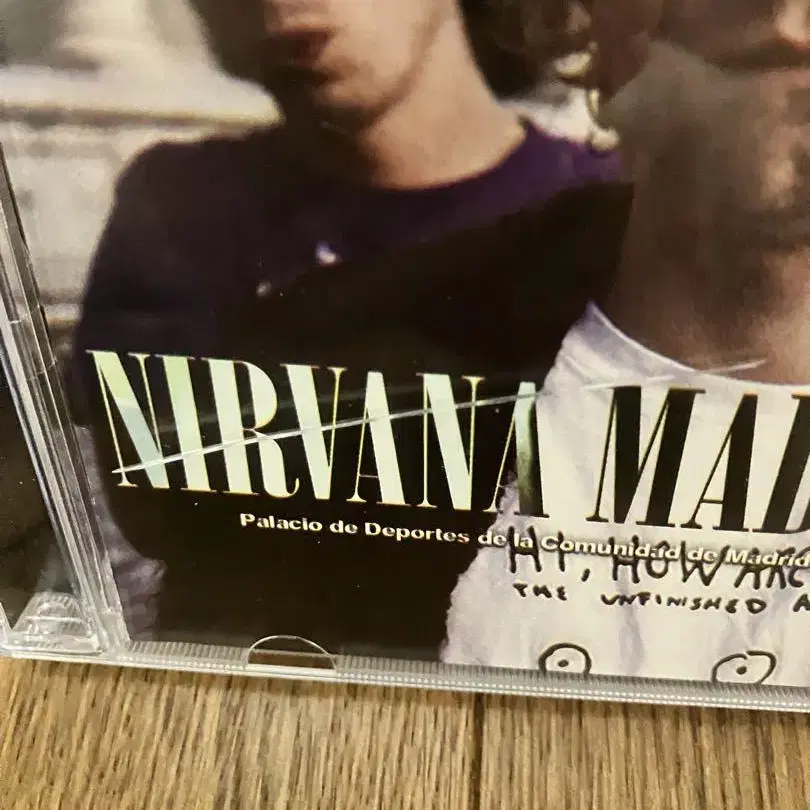 NIRVANA MAD
Palacio de Deportes de la Comunidad de Madrid
HI, HOW ARE
THE UNFINISHED A